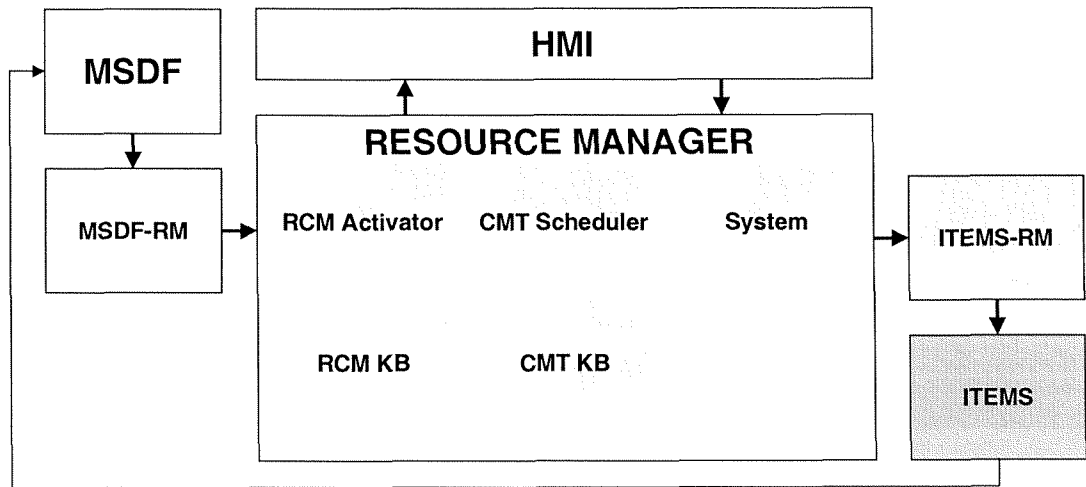 HMI
MSDF
RESOURCE MANAGER
MSDF-RM
RCM Activator
CMT Scheduler
System
ITEMS-RM
RCM KB
CMT KB
ITEMS